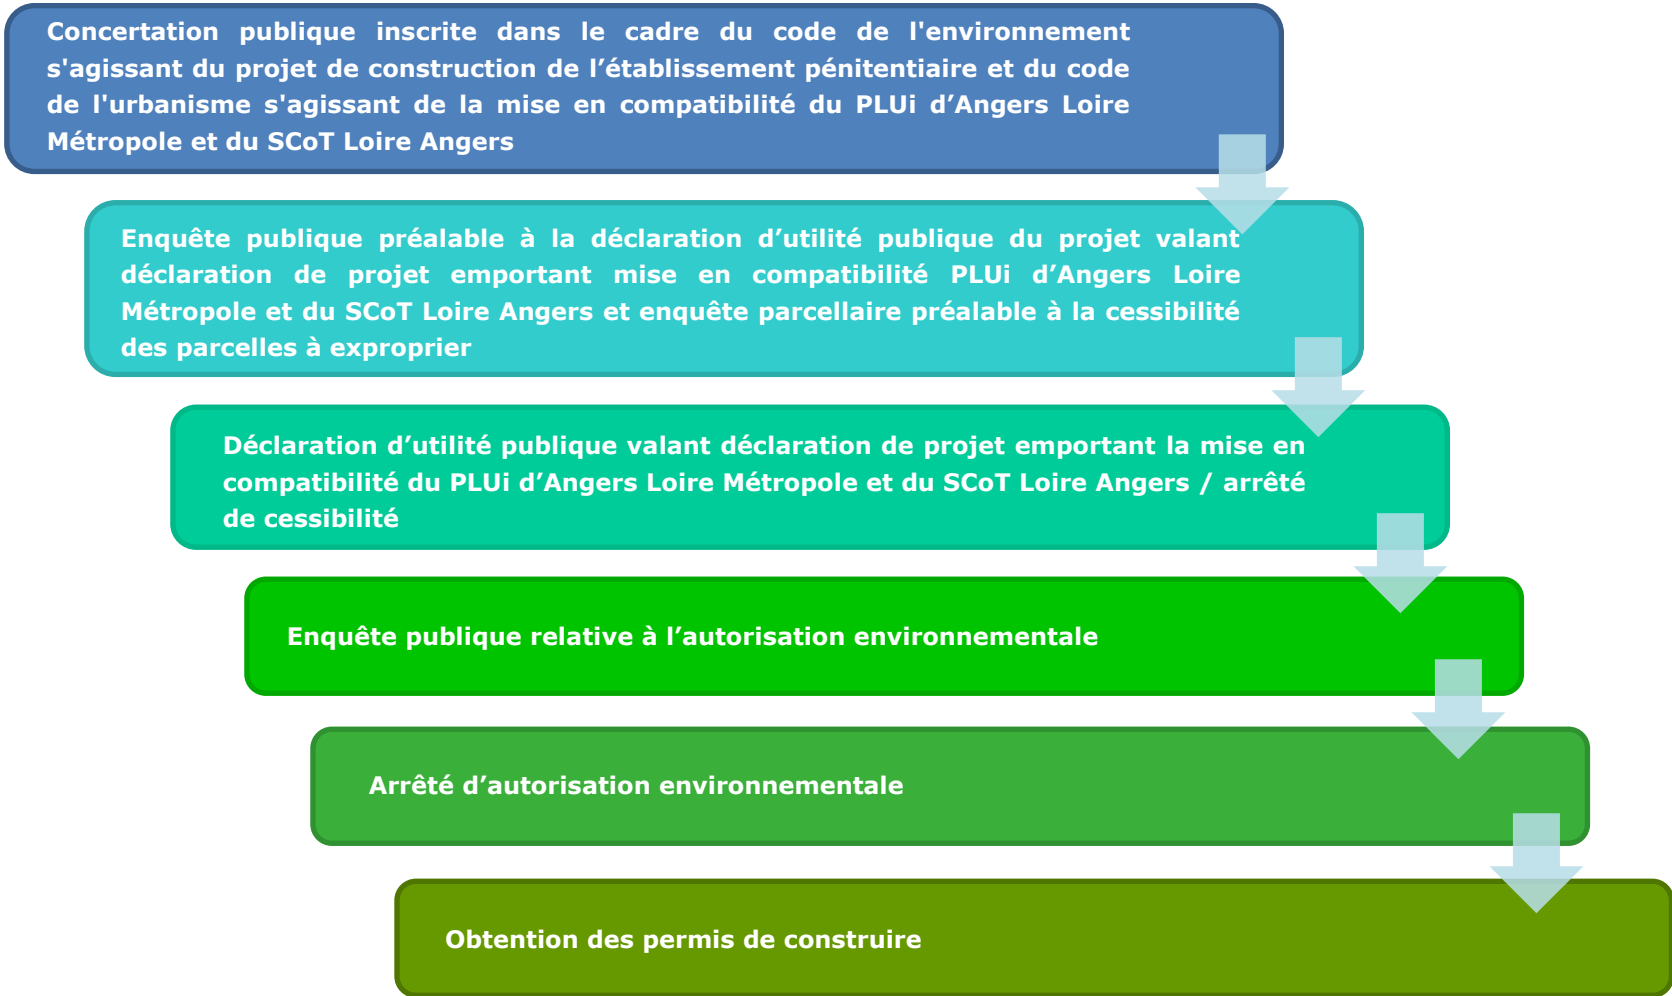 Concertation publique inscrite dans le cadre du code de l'environnement
s'agissant du projet de construction de l’établissement pénitentiaire et du code
de l'urbanisme s'agissant de la mise en compatibilité du PLUi d’Angers Loire
Métropole et du SCoT Loire Angers
Enquête publique préalable à la déclaration d’utilité publique du projet valant
déclaration de projet emportant mise en compatibilité PLUi d’Angers Loire
Métropole et du SCoT Loire Angers et enquête parcellaire préalable à la cessibilité
des parcelles à exproprier
Déclaration d’utilité publique valant déclaration de projet emportant la mise en
compatibilité du PLUi d’Angers Loire Métropole et du SCoT Loire Angers / arrêté
de cessibilité
Enquête publique relative à l’autorisation environnementale
Arrêté d’autorisation environnementale
Obtention des permis de construire